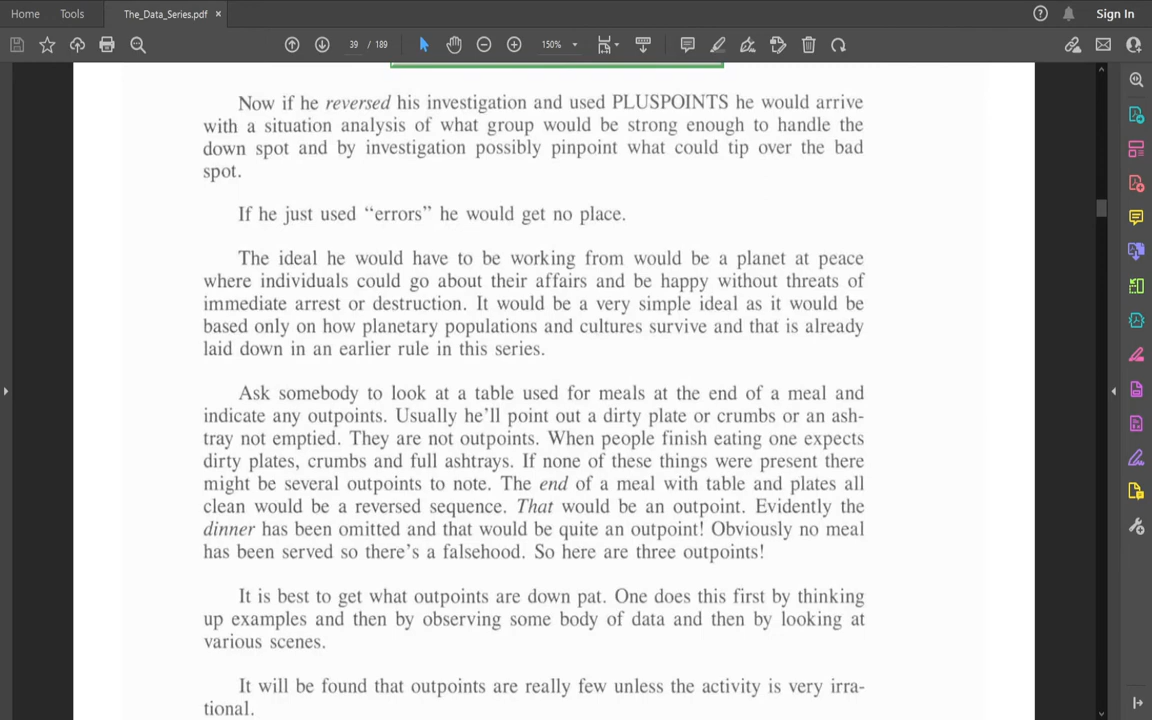 Home
Tools
The_Data_Series.pdf ×
Sign In
39 / 189
150%
Now if he reversed his investigation and used PLUSPOINTS he would arrive
with a situation analysis of what group would be strong enough to handle the
down spot and by investigation possibly pinpoint what could tip over the bad
spot.
If he just used “errors” he would get no place.
The ideal he would have to be working from would be a planet at peace
where individuals could go about their affairs and be happy without threats of
immediate arrest or destruction. It would be a very simple ideal as it would be
based only on how planetary populations and cultures survive and that is already
laid down in an earlier rule in this series.
Ask somebody to look at a table used for meals at the end of a meal and
indicate any outpoints. Usually he’ll point out a dirty plate or crumbs or an ash-
tray not emptied. They are not outpoints. When people finish eating one expects
dirty plates, crumbs and full ashtrays. If none of these things were present there
might be several outpoints to note. The end of a meal with table and plates all
clean would be a reversed sequence. That would be an outpoint. Evidently the
dinner has been omitted and that would be quite an outpoint! Obviously no meal
has been served so there’s a falsehood. So here are three outpoints!
It is best to get what outpoints are down pat. One does this first by thinking
up examples and then by observing some body of data and then by looking at
various scenes.
It will be found that outpoints are really few unless the activity is very irra-
tional.